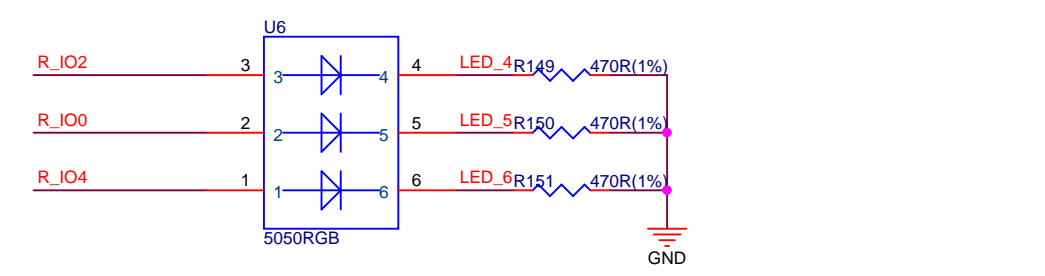 U6
R_IO2 3 3 4 4 LED_4 R149 470R(1%)
R_IO0 2 2 5 5 LED_5 R150 470R(1%)
R_IO4 1 1 6 6 LED_6 R151 470R(1%)
5050RGB
GND